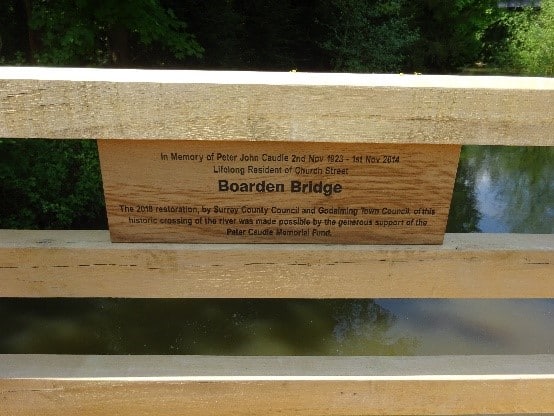 In Memory of Peter John Caudle 2nd Nov 1923 - 1st Nov 2014
Lifelong Resident of Church Street
Boarden Bridge
The 2018 restoration, by Surrey County Council and Godalming Town Council, of this
historic crossing of the river was made possible by the generous support of the
Peter Caudle Memorial Fund.